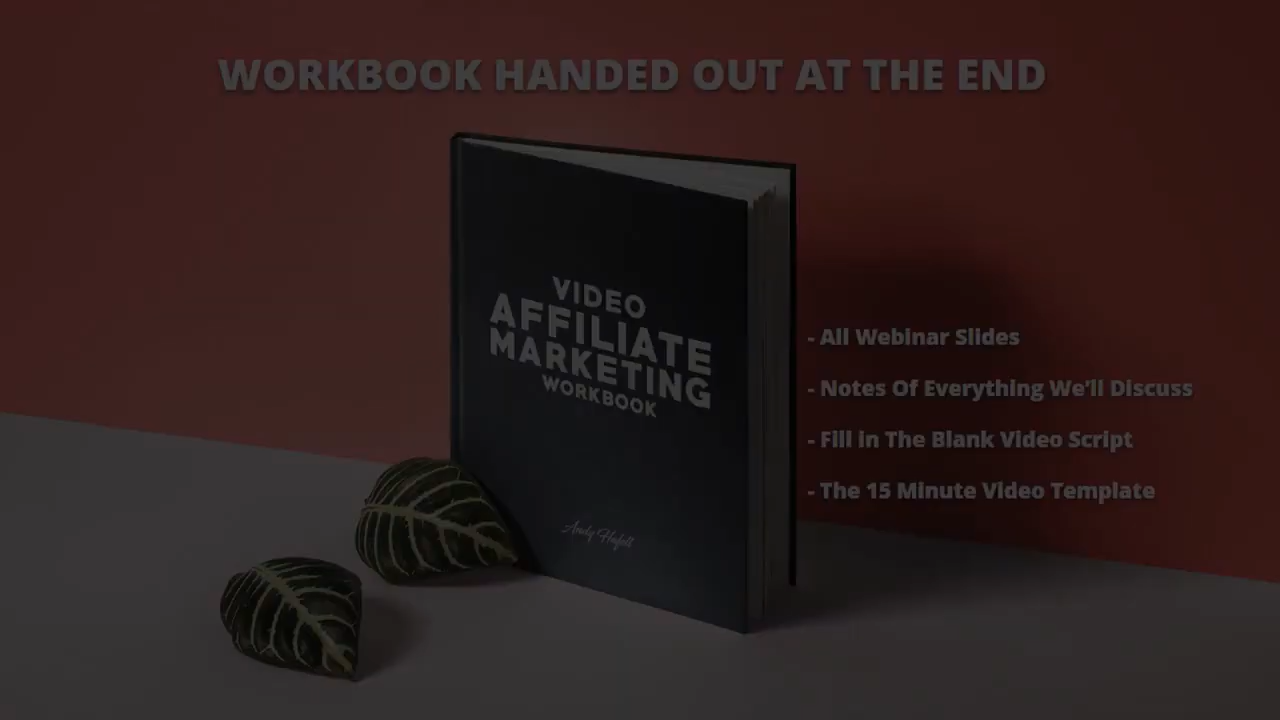 WORKBOOK HANDED OUT AT THE END
VIDEO
AFFILIATE
MARKETING
WORKBOOK
- All Webinar Slides
- Notes Of Everything We'll Discuss
- Fill in The Blank Video Script
- The 15 Minute Video Template
Andy